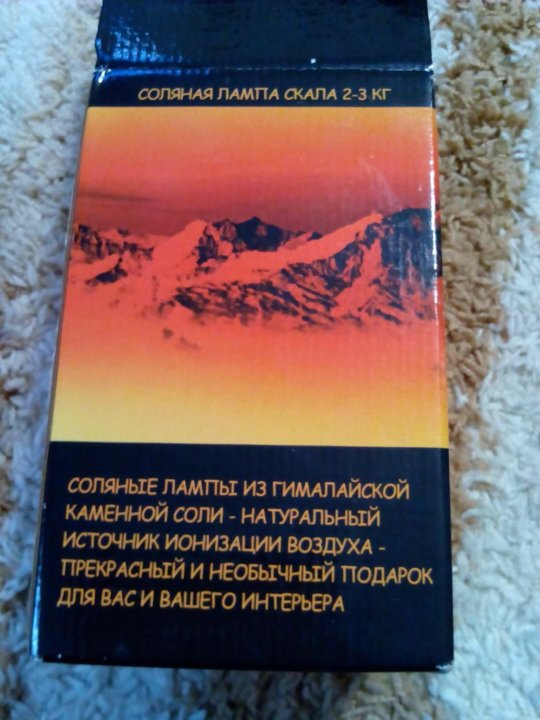 СОЛЯНАЯ ЛАМПА СКАЛА 2-3 КГ
СОЛЯНЫЕ ЛАМПЫ ИЗ ГИМАЛАЙСКОЙ
КАМЕННОЙ СОЛИ - НАТУРАЛЬНЫЙ
ИСТОЧНИК ИОНИЗАЦИИ ВОЗДУХА -
ПРЕКРАСНЫЙ И НЕОБЫЧНЫЙ ПОДАРОК
ДЛЯ ВАС И ВАШЕГО ИНТЕРЬЕРА